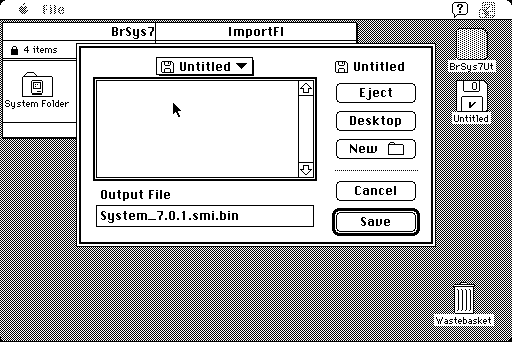 File
BrSys7
ImportFl
4 items
System Folder
BrSys7Ut
Untitled
Untitled
Untitled
Eject
Desktop
New
Output File
System_7.0.1.smi.bin
Cancel
Save
Wastebasket